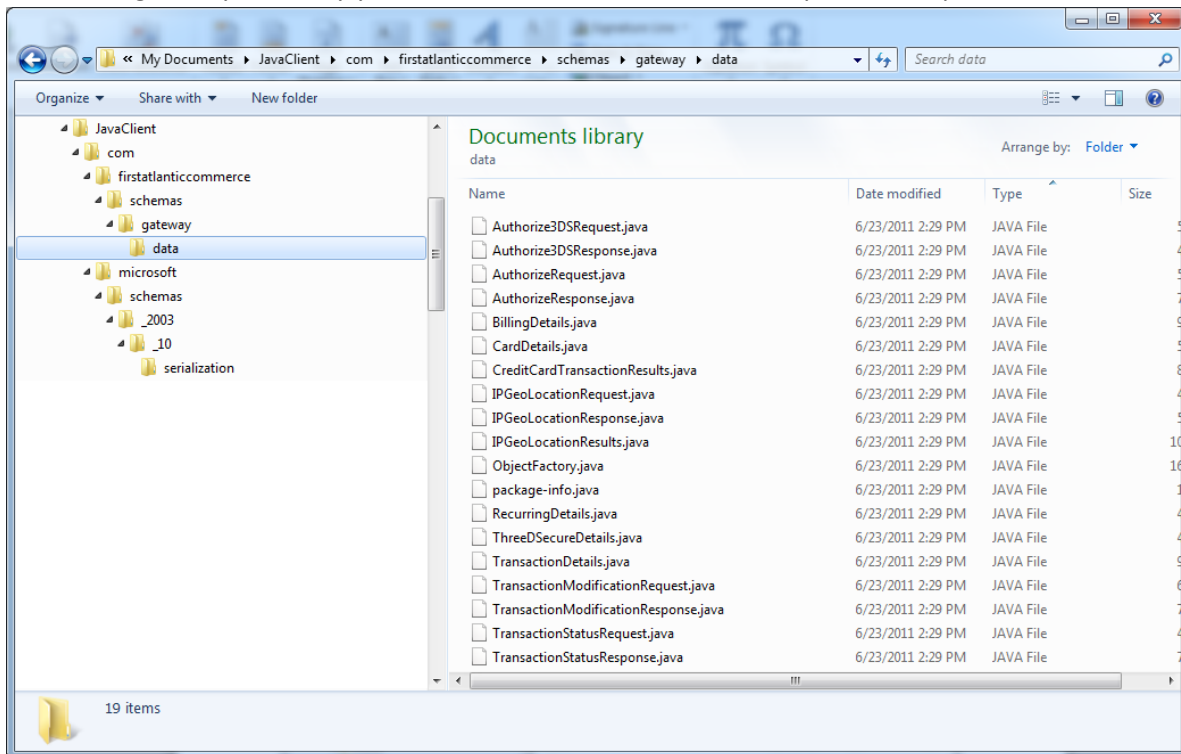 « My Documents ▸ JavaClient ▸ com ▸ firstatlanticcommerce ▸ schemas ▸ gateway ▸ data
Search data
Organize ▾ Share with ▾ New folder
JavaClient
com
firstatlanticcommerce
schemas
gateway
data
microsoft
schemas
_2003
_10
serialization
Documents library
data
Arrange by: Folder ▾
Name Date modified Type Size
Authorize3DSRequest.java 6/23/2011 2:29 PM JAVA File
Authorize3DSResponse.java 6/23/2011 2:29 PM JAVA File
AuthorizeRequest.java 6/23/2011 2:29 PM JAVA File
AuthorizeResponse.java 6/23/2011 2:29 PM JAVA File
BillingDetails.java 6/23/2011 2:29 PM JAVA File
CardDetails.java 6/23/2011 2:29 PM JAVA File
CreditCardTransactionResults.java 6/23/2011 2:29 PM JAVA File
IPGeoLocationRequest.java 6/23/2011 2:29 PM JAVA File
IPGeoLocationResponse.java 6/23/2011 2:29 PM JAVA File
IPGeoLocationResults.java 6/23/2011 2:29 PM JAVA File
ObjectFactory.java 6/23/2011 2:29 PM JAVA File
package-info.java 6/23/2011 2:29 PM JAVA File
RecurringDetails.java 6/23/2011 2:29 PM JAVA File
ThreeDSecureDetails.java 6/23/2011 2:29 PM JAVA File
TransactionDetails.java 6/23/2011 2:29 PM JAVA File
TransactionModificationRequest.java 6/23/2011 2:29 PM JAVA File
TransactionModificationResponse.java 6/23/2011 2:29 PM JAVA File
TransactionStatusRequest.java 6/23/2011 2:29 PM JAVA File
TransactionStatusResponse.java 6/23/2011 2:29 PM JAVA File
19 items